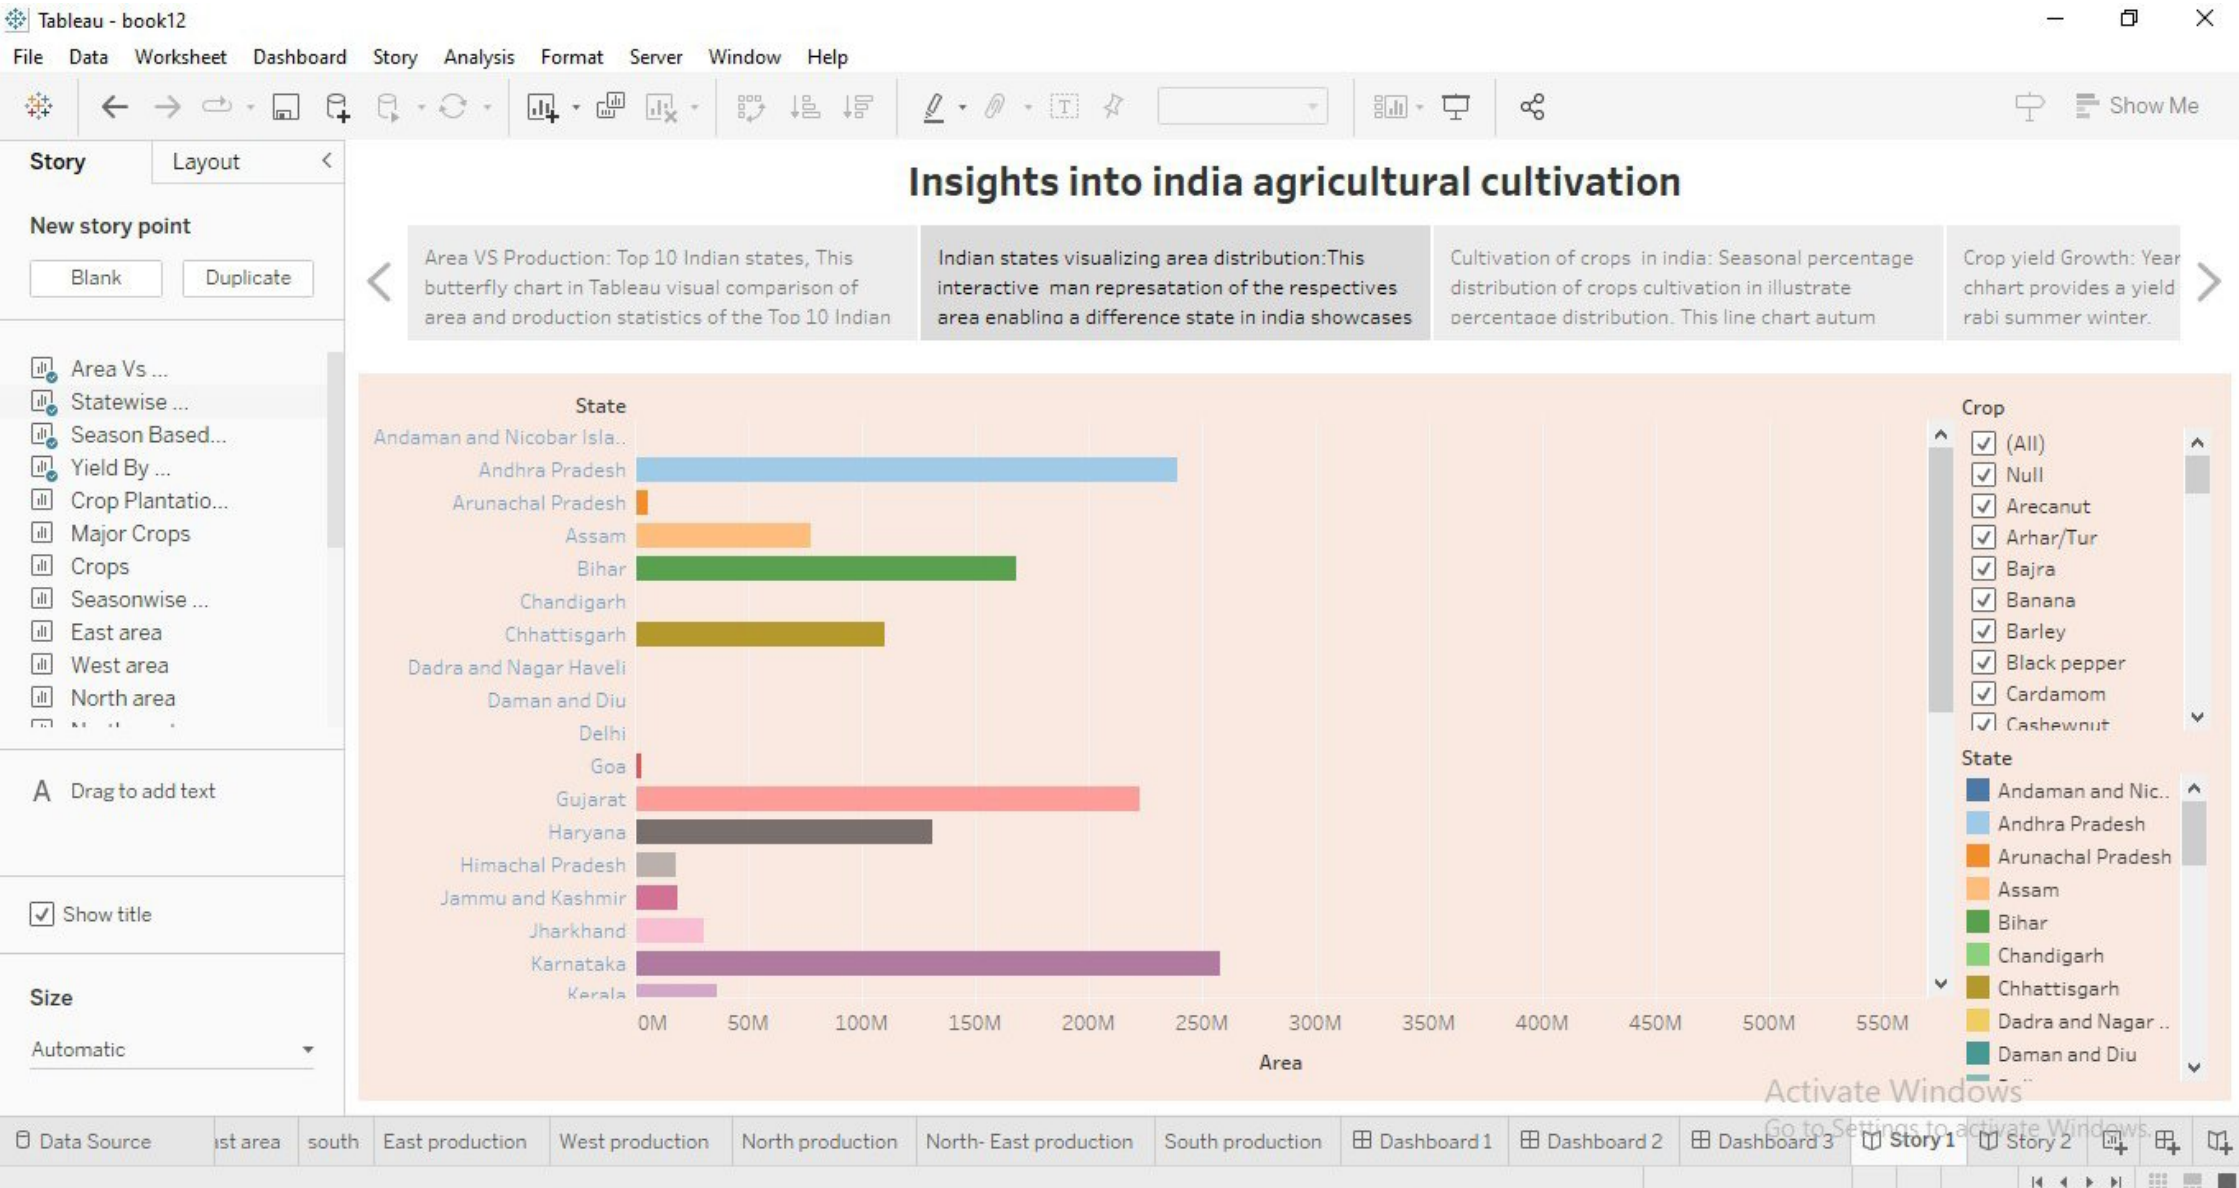 Tableau - book12
File Data Worksheet Dashboard Story Analysis Format Server Window Help
Show Me
Story Layout
New story point
Blank Duplicate
Area Vs ...
Statewise ...
Season Based...
Yield By ...
Crop Plantatio...
Major Crops
Crops
Seasonwise ...
East area
West area
North area
A Drag to add text
Show title
Size
Automatic
Insights into india agricultural cultivation
Area VS Production: Top 10 Indian states, This
butterfly chart in Tableau visual comparison of
area and production statistics of the Top 10 Indian
Indian states visualizing area distribution:This
interactive man represatation of the respectives
area enabling a difference state in india showcases
Cultivation of crops in india: Seasonal percentage
distribution of crops cultivation in illustrate
percentage distribution. This line chart autum
Crop yield Growth: Year
chhart provides a yield
rabi summer winter.
State
Andaman and Nicobar Isla..
Andhra Pradesh
Arunachal Pradesh
Assam
Bihar
Chandigarh
Chhattisgarh
Dadra and Nagar Haveli
Daman and Diu
Delhi
Goa
Gujarat
Haryana
Himachal Pradesh
Jammu and Kashmir
Jharkhand
Karnataka
Kerala
0M 50M 100M 150M 200M 250M 300M 350M 400M 450M 500M 550M
Area
Crop
(All)
Null
Arecanut
Arhar/Tur
Bajra
Banana
Barley
Black pepper
Cardamom
Cashewnut
State
Andaman and Nic..
Andhra Pradesh
Arunachal Pradesh
Assam
Bihar
Chandigarh
Chhattisgarh
Dadra and Nagar ..
Daman and Diu
Activate Windows
Go to Settings to activate Windows.
Data Source ist area south East production West production North production North- East production South production Dashboard 1 Dashboard 2 Dashboard 3 Story 1 Story 2